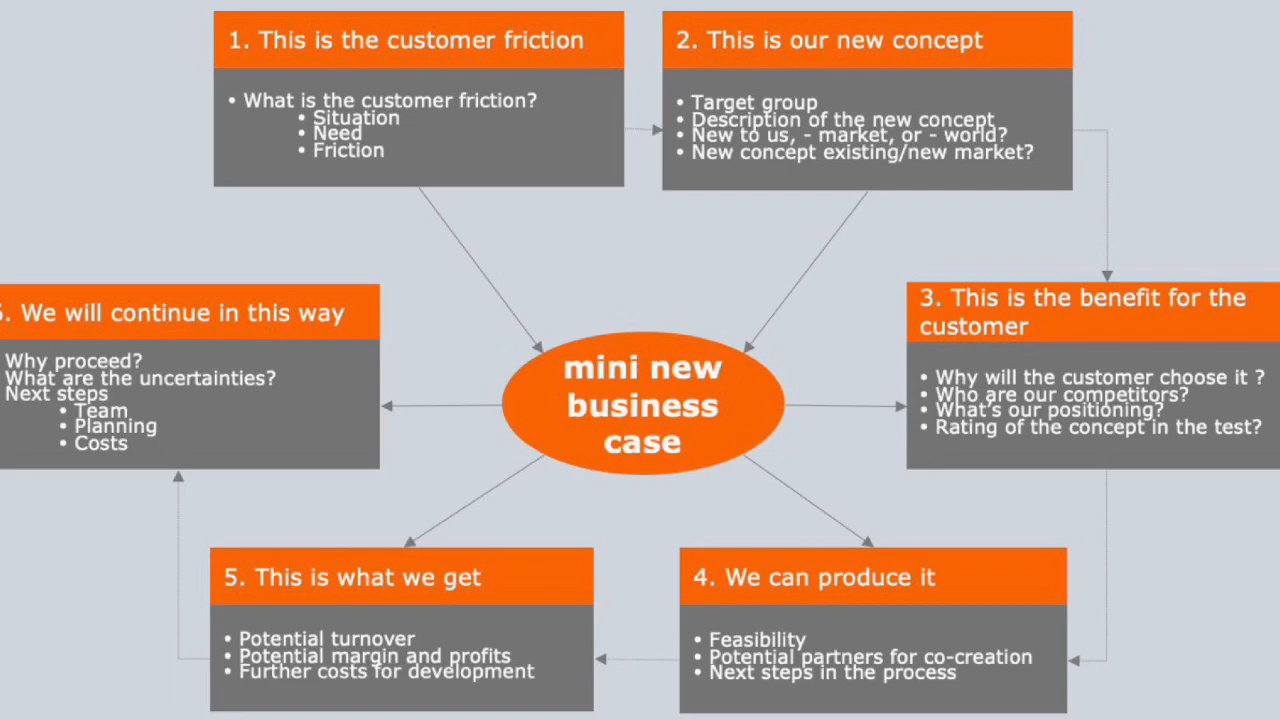 1. This is the customer friction
• What is the customer friction?
• Situation
• Need
• Friction
2. This is our new concept
• Target group
• Description of the new concept
• New to us, - market, or - world?
• New concept existing/new market?
3. This is the benefit for the
customer
• Why will the customer choose it ?
• Who are our competitors?
• What's our positioning?
• Rating of the concept in the test?
mini new
business
case
. We will continue in this way
Why proceed?
What are the uncertainties?
Next steps
• Team
• Planning
• Costs
5. This is what we get
• Potential turnover
• Potential margin and profits
• Further costs for development
4. We can produce it
• Feasibility
• Potential partners for co-creation
• Next steps in the process